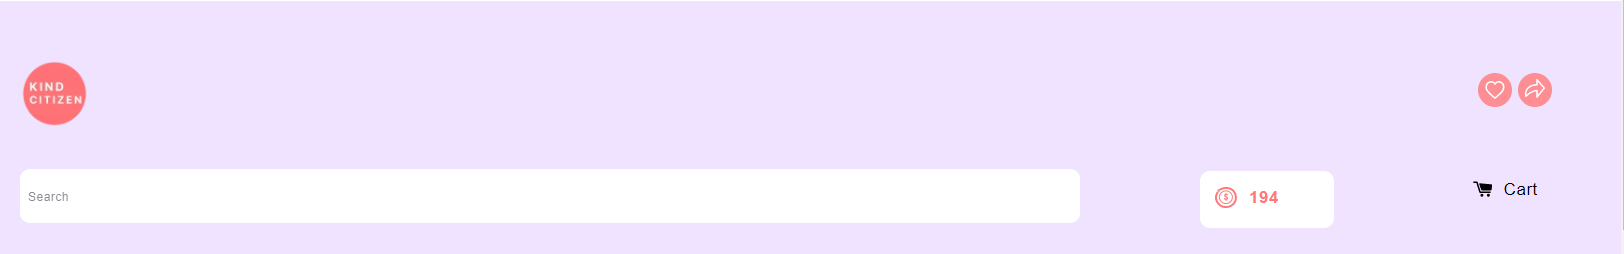 KIND
CITIZEN
Search
$ 194
Cart